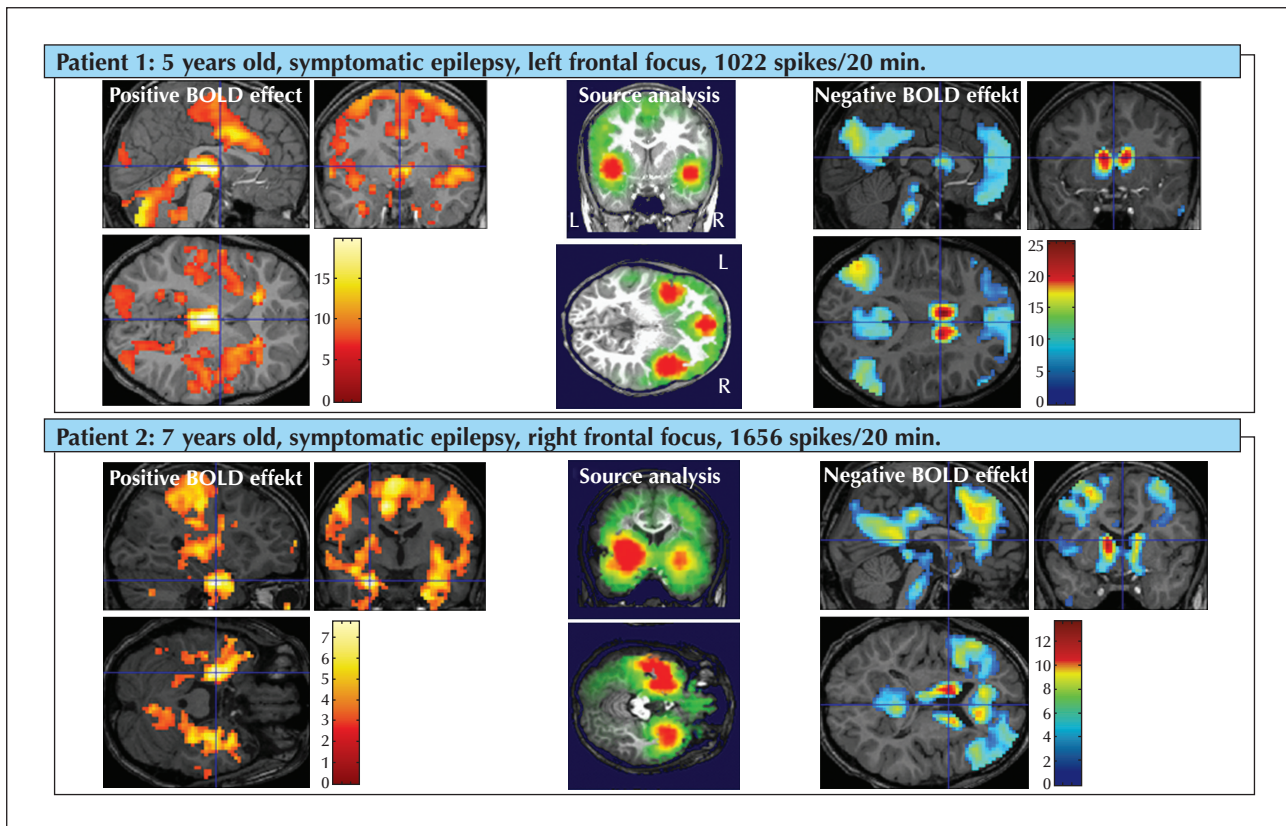 Patient 1: 5 years old, symptomatic epilepsy, left frontal focus, 1022 spikes/20 min.
Positive BOLD effect
Source analysis
Negative BOLD effekt
L
R
L
R
15
10
5
0
25
20
15
10
5
0
Patient 2: 7 years old, symptomatic epilepsy, right frontal focus, 1656 spikes/20 min.
Positive BOLD effekt
Source analysis
Negative BOLD effekt
7
6
5
4
3
2
1
0
12
10
8
6
4
2
0